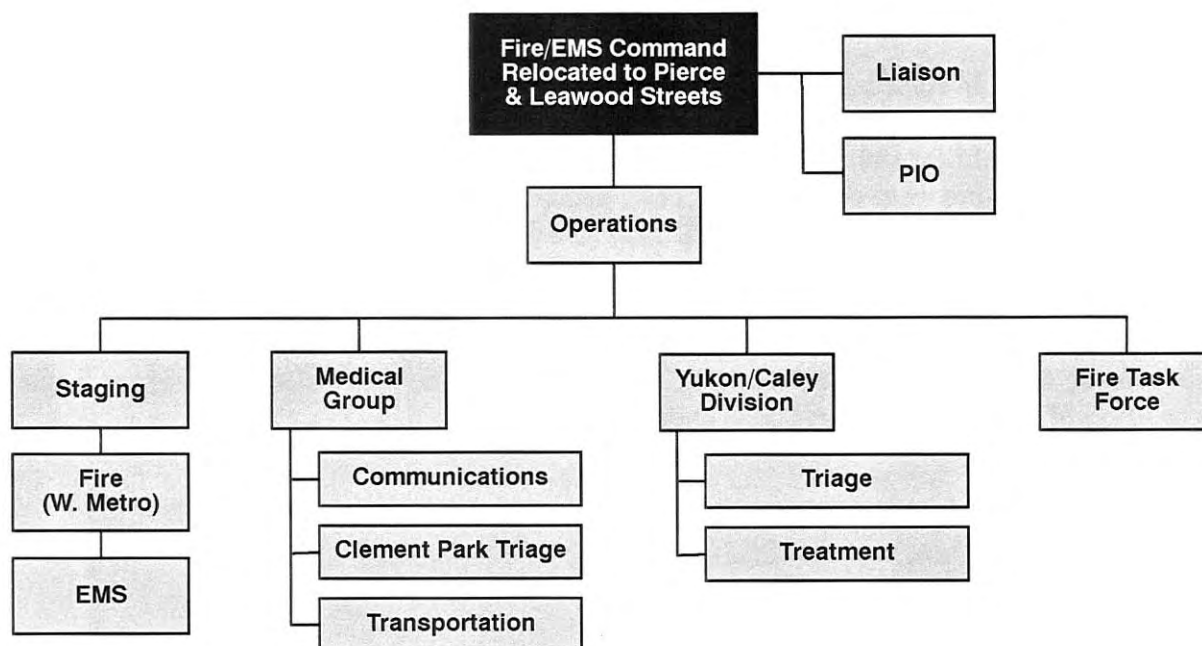 Fire/EMS Command
Relocated to Pierce
& Leawood Streets
Liaison
PIO
Operations
Staging
Medical
Group
Yukon/Caley
Division
Fire Task
Force
Fire
(W. Metro)
EMS
Communications
Clement Park Triage
Transportation
Triage
Treatment